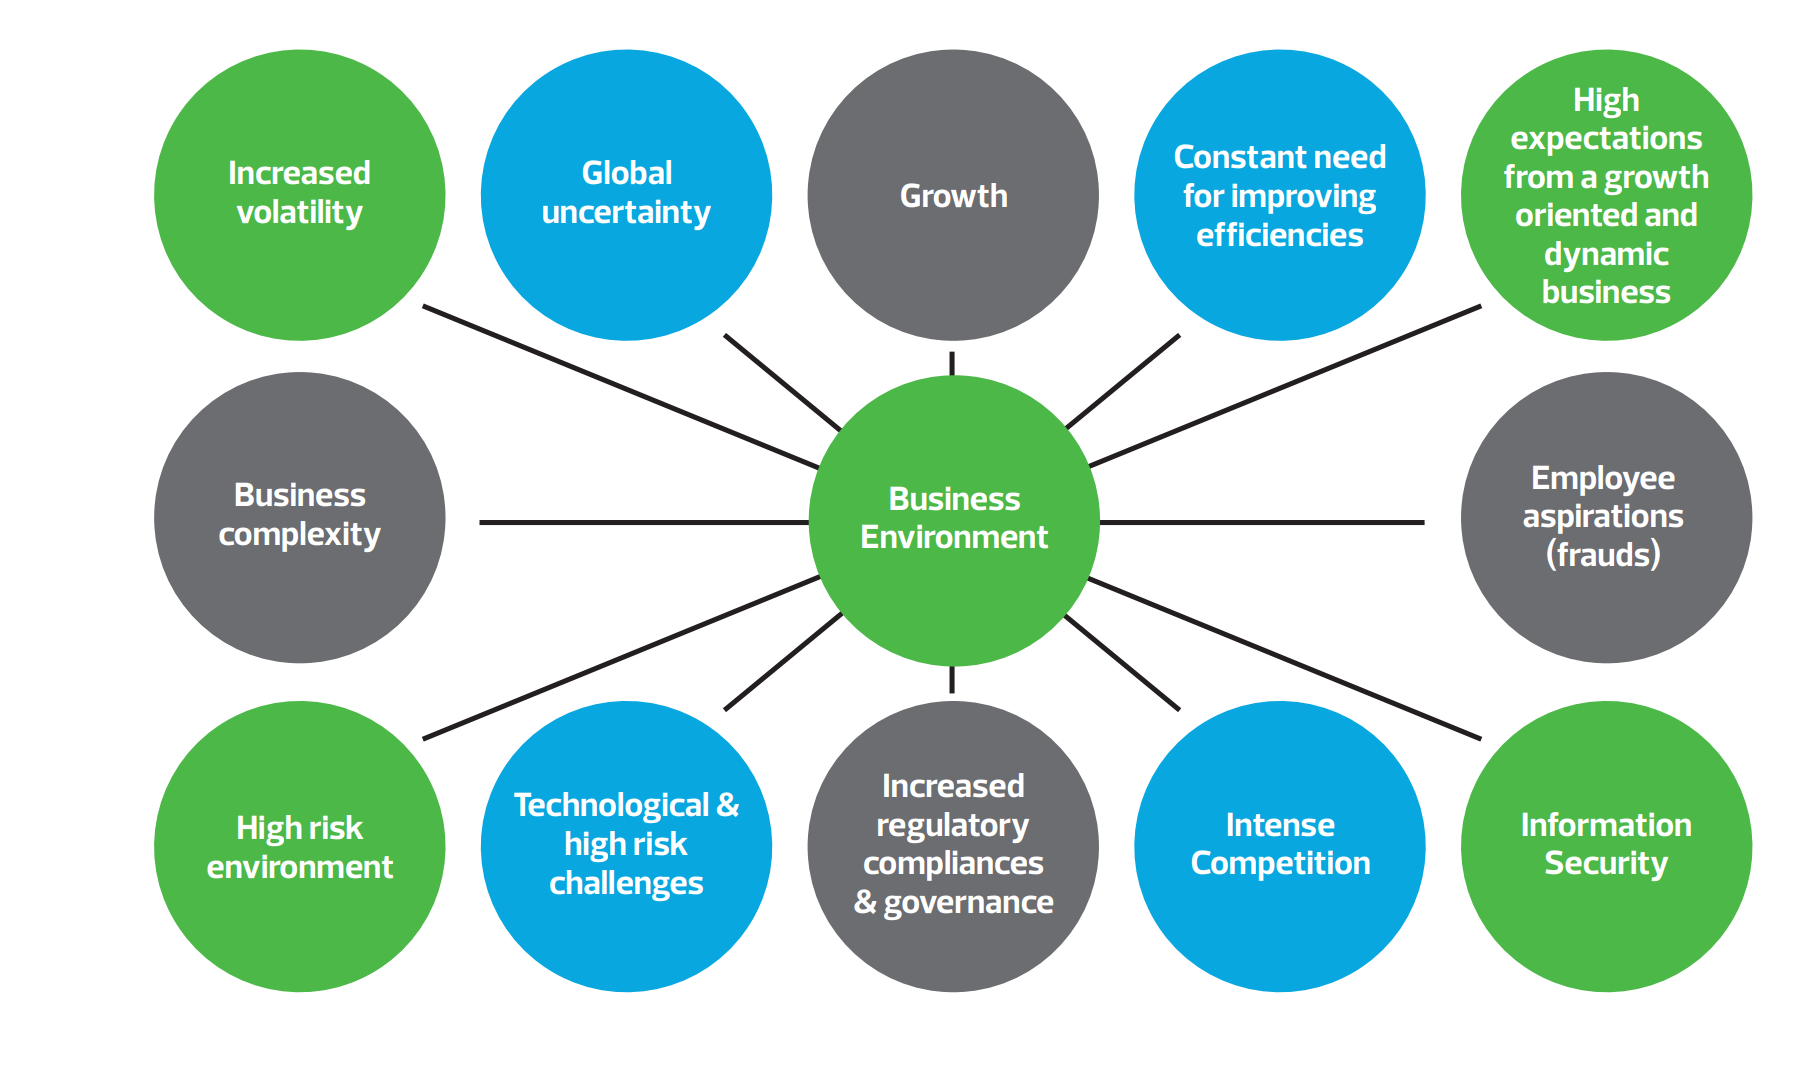 Increased
volatility
Global
uncertainty
Growth
Constant need
for improving
efficiencies
High
expectations
from a growth
oriented and
dynamic
business
Business
complexity
Business
Environment
Employee
aspirations
(frauds)
High risk
environment
Technological &
high risk
challenges
Increased
regulatory
compliances
& governance
Intense
Competition
Information
Security